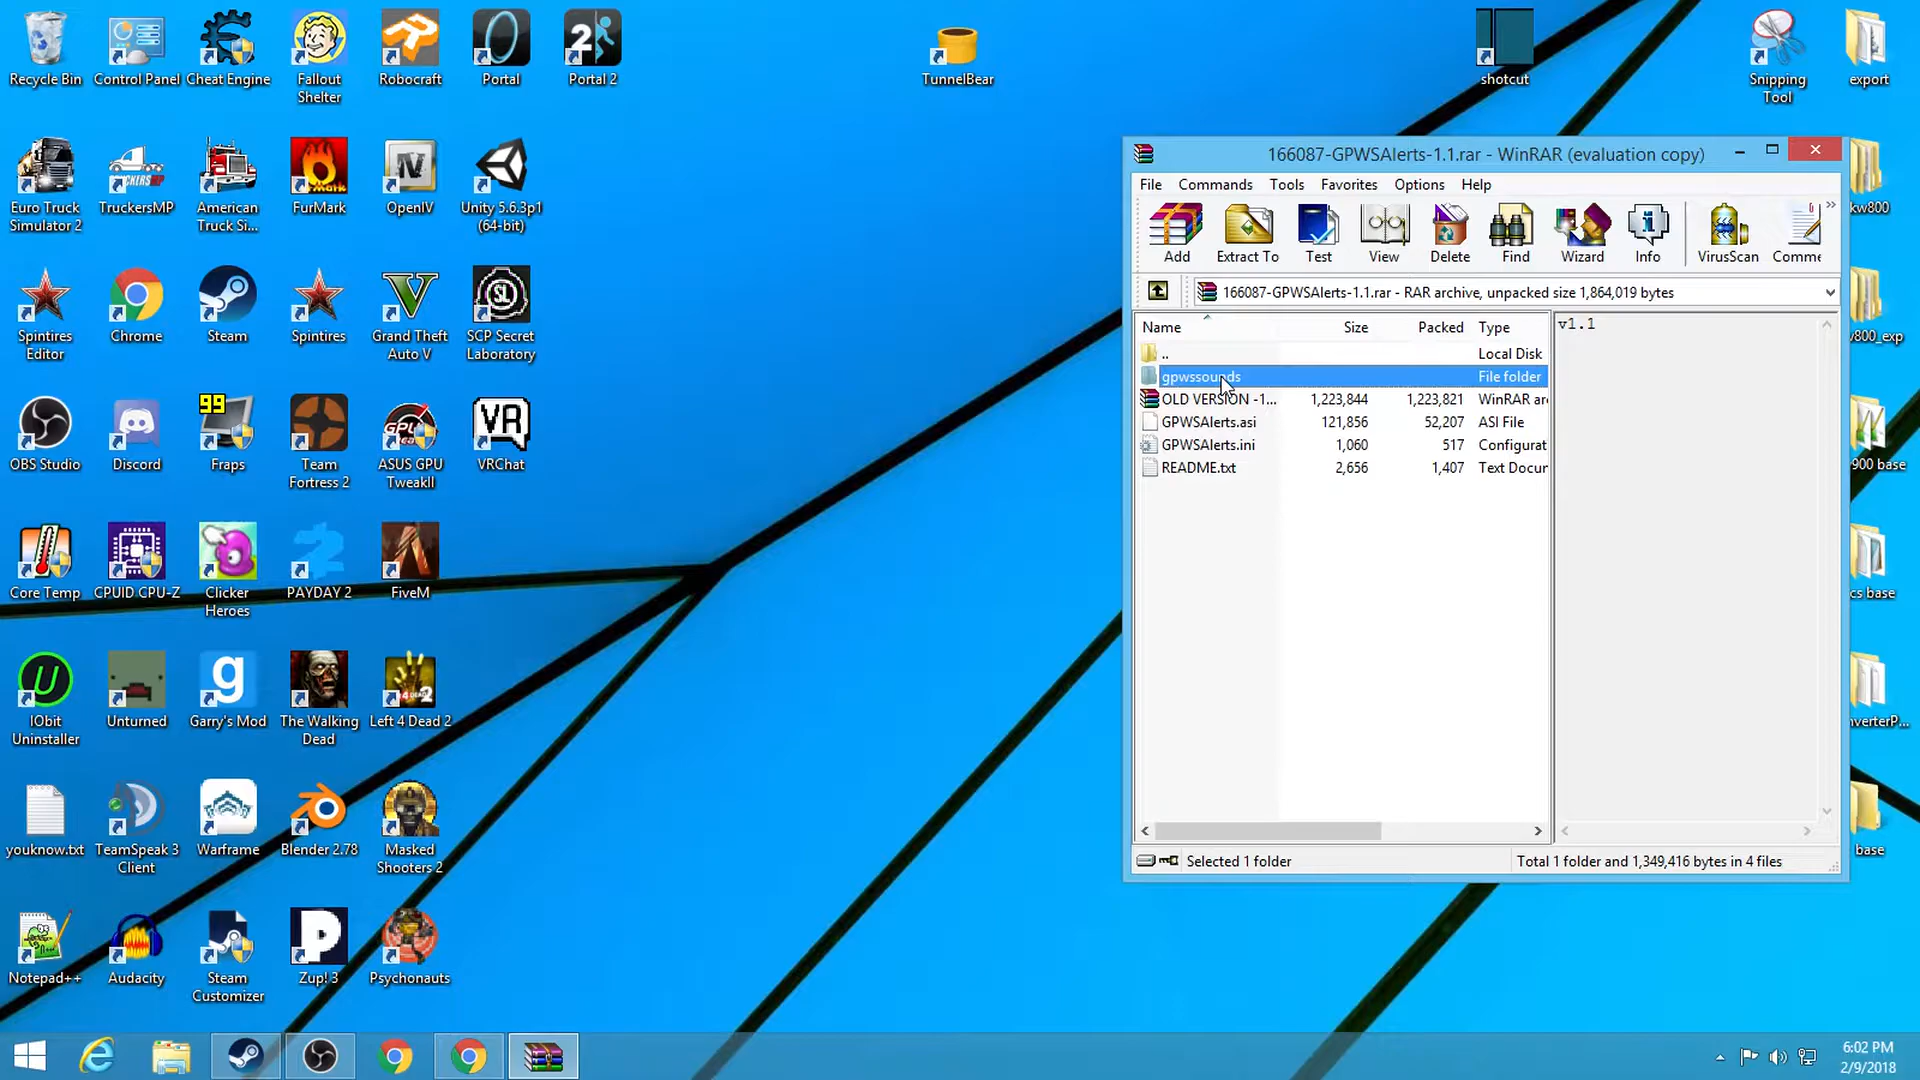 Recycle Bin
Control Panel
Cheat Engine
Fallout
Shelter
Robocraft
Portal
2
Portal 2
TunnelBear
shotcut
Snipping
Tool
export
Euro Truck
Simulator 2
TRUCKERSMP
TruckersMP
American
Truck Si...
FurMark
OpenIV
Unity 5.6.3p1
(64-bit)
kw800
Spintires
Editor
Chrome
Steam
Spintires
V
Grand Theft
Auto V
SL
SCP Secret
Laboratory
OBS Studio
Discord
99
Fraps
Team
Fortress 2
ASUS GPU
TweakII
VR
VRChat
Core Temp
CPUID CPU-Z
Clicker
Heroes
PAYDAY 2
FiveM
U
IObit
Uninstaller
Unturned
g
Garry's Mod
The Walking
Dead
Left 4 Dead 2
youknow.txt
TeamSpeak 3
Client
Warframe
Blender 2.78
Masked
Shooters 2
Notepad++
Audacity
Steam
Customizer
Zup! 3
Psychonauts
166087-GPWSAlerts-1.1.rar - WinRAR (evaluation copy)
File Commands Tools Favorites Options Help
Add Extract To Test View Delete Find Wizard Info VirusScan Comme
166087-GPWSAlerts-1.1.rar - RAR archive, unpacked size 1,864,019 bytes
Name Size Packed Type
.. Local Disk
gpwssounds File folder
OLD VERSION -1... 1,223,844 1,223,821 WinRAR ar
GPWSAlerts.asi 121,856 52,207 ASI File
GPWSAlerts.ini 1,060 517 Configurat
README.txt 2,656 1,407 Text Docur
v1.1
Selected 1 folder
Total 1 folder and 1,349,416 bytes in 4 files
800_exp
900 base
cs base
nverterP...
base
6:02 PM
2/9/2018